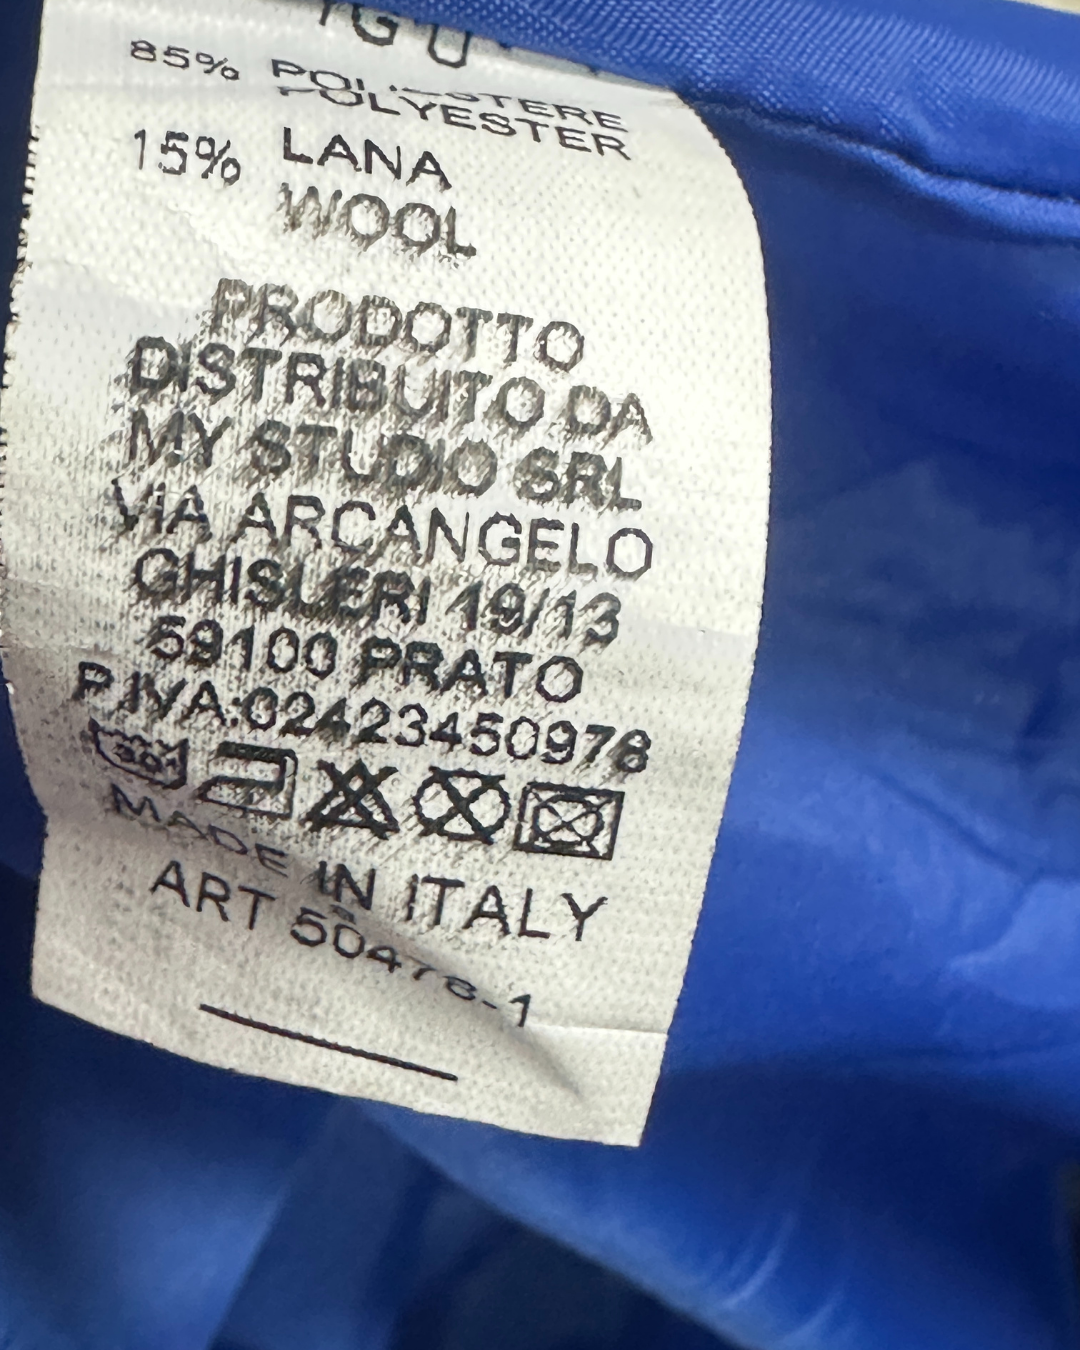 85% POLIESTERE
POLYESTER
15% LANA
WOOL
PRODOTTO
DISTRIBUITO DA
MY STUDIO SRL
VIA ARCANGELO
GHISLERI 19/13
59100 PRATO
P.IVA:02423450978
30°
MADE IN ITALY
ART 50478-1